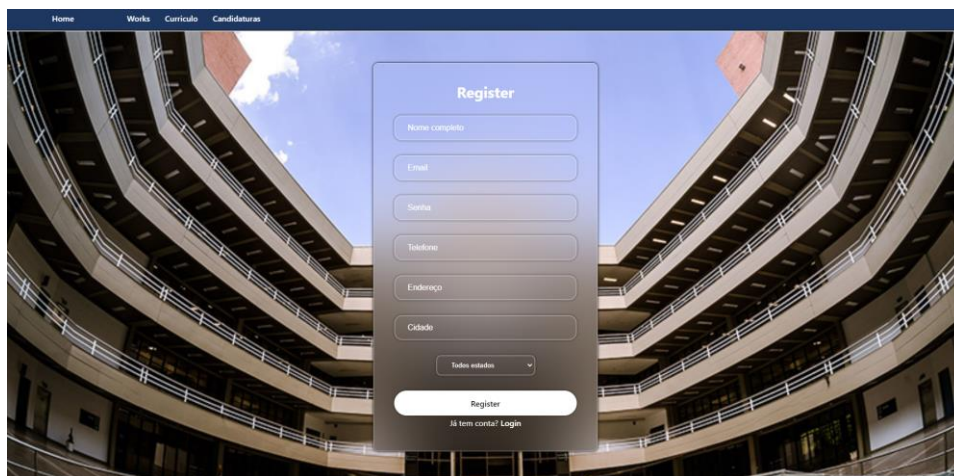 Home Works Curriculo Candidaturas
Register
Nome completo
Email
Senha
Telefone
Endereço
Cidade
Todos estados
Register
Já tem conta? Login